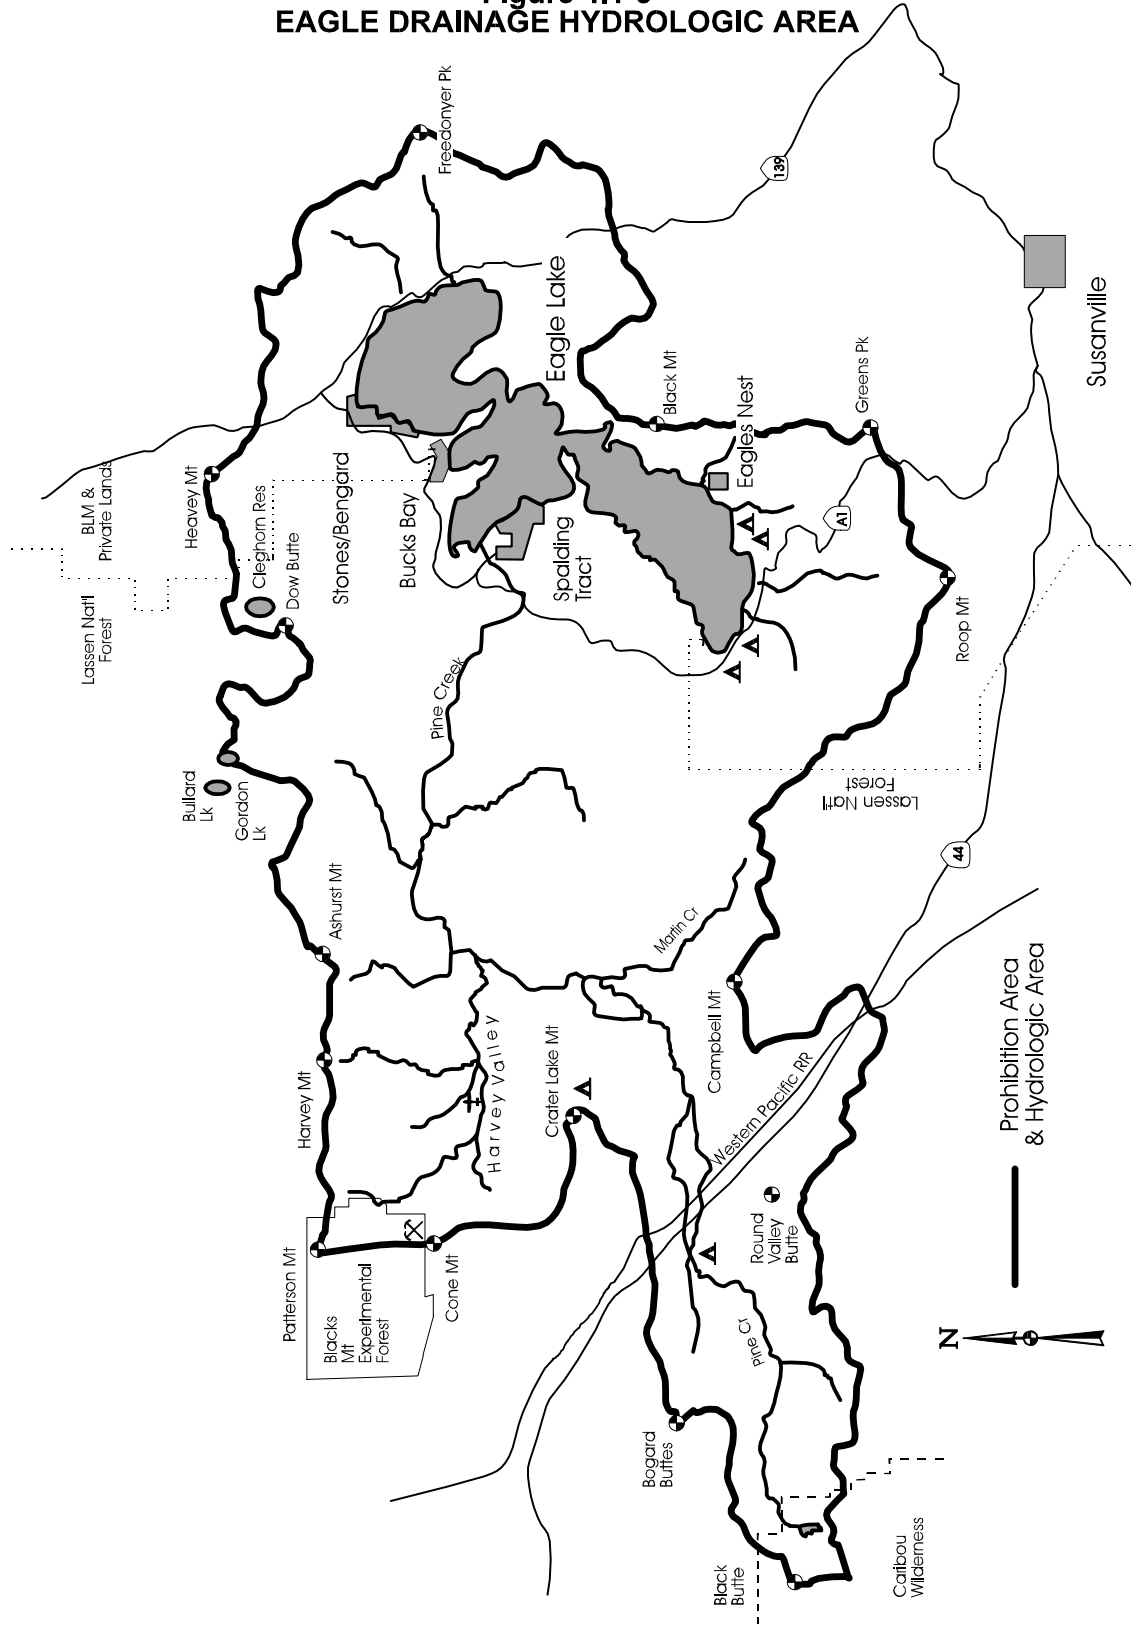 EAGLE DRAINAGE HYDROLOGIC AREA
Freedonyer Pk
139
Heavey Mt
BLM &
Private Lands
Lassen Nat'l
Forest
Cleghorn Res
Dow Butte
Stones/Bengard
Bucks Bay
Eagle Lake
Spalding
Tract
Black Mt
Eagles Nest
Greens Pk
A1
Susanville
Roop Mt
Pine Creek
Bullard
Lk
Gordon
Lk
Lassen Nat'l
Forest
44
Ashurst Mt
Martin Cr
Campbell Mt
Harvey Mt
Harvey Valley
Crater Lake Mt
Western Pacific RR
Prohibition Area
& Hydrologic Area
Patterson Mt
Blacks
Mt
Experimental
Forest
Cone Mt
Round
Valley
Butte
Pine Cr
N
Bogard
Buttes
Black
Butte
Caribou
Wilderness